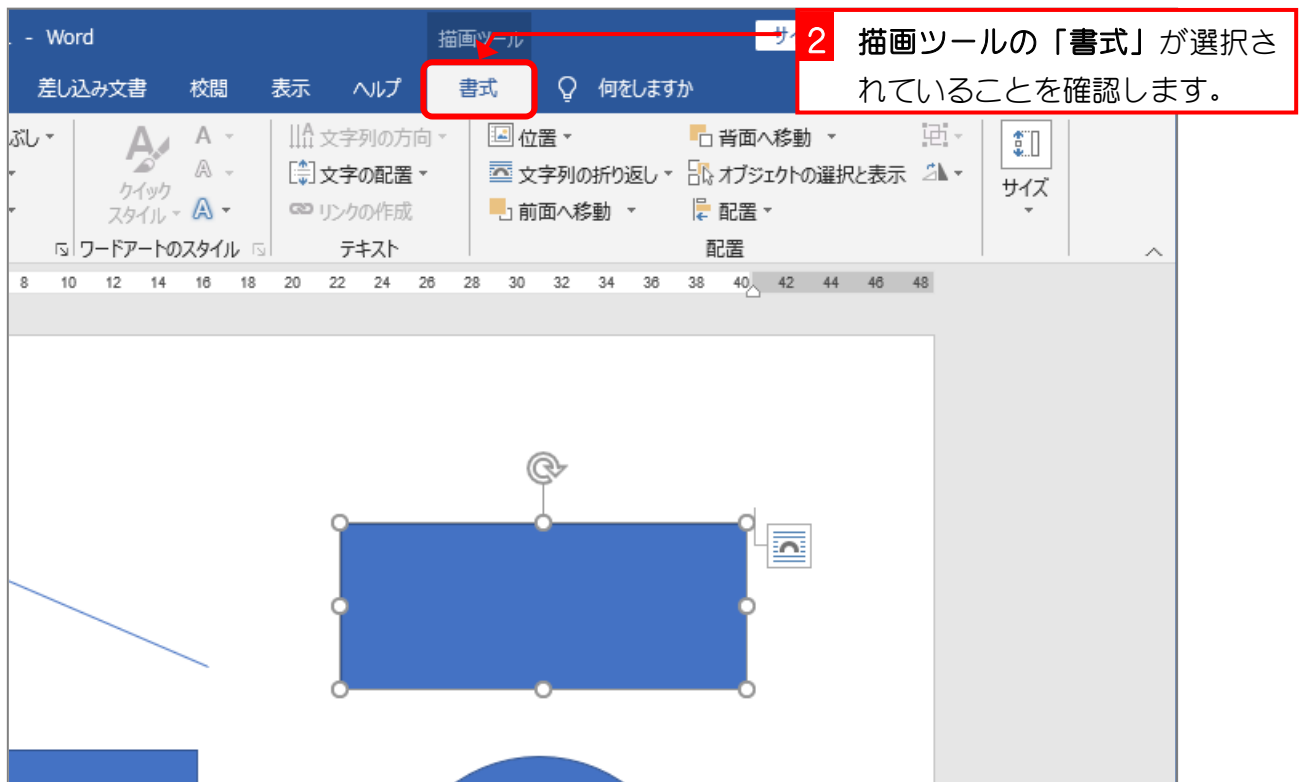 - Word
描画ツール
サ
2 描画ツールの「書式」が選択さ
れていることを確認します。
差し込み文書 校閲 表示 ヘルプ 書式 何をしますか
ぶし
A
クイック
スタイル
A
A
A
ワードアートのスタイル
文字列の方向
文字の配置
リンクの作成
テキスト
位置
文字列の折り返し
前面へ移動
背面へ移動
オブジェクトの選択と表示
配置
配置
サイズ
8 10 12 14 16 18 20 22 24 26 28 30 32 34 36 38 40 42 44 46 48